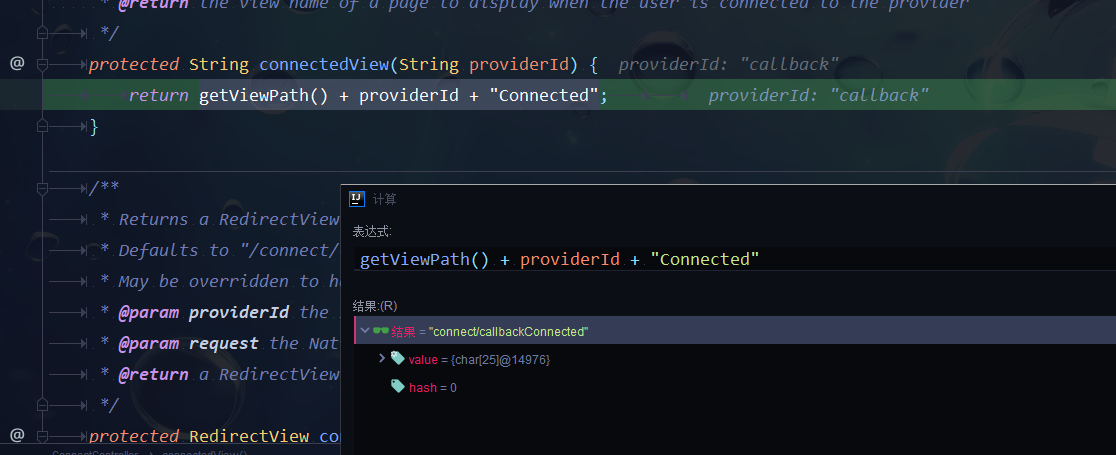 * @return the view name of a page to display when the user is connected to the provider
*/
@ protected String connectedView(String providerId) { providerId: "callback"
return getViewPath() + providerId + "Connected"; providerId: "callback"
}
/**
* Returns a RedirectView
* Defaults to "/connect/
* May be overridden to h
* @param providerId the
* @param request the Nat
* @return a RedirectView
*/
@ protected RedirectView co
ConnectController › connectedView()
IJ 计算
表达式:
getViewPath() + providerId + "Connected"
结果:(R)
结果 = "connect/callbackConnected"
value = {char[25]@14976}
hash = 0